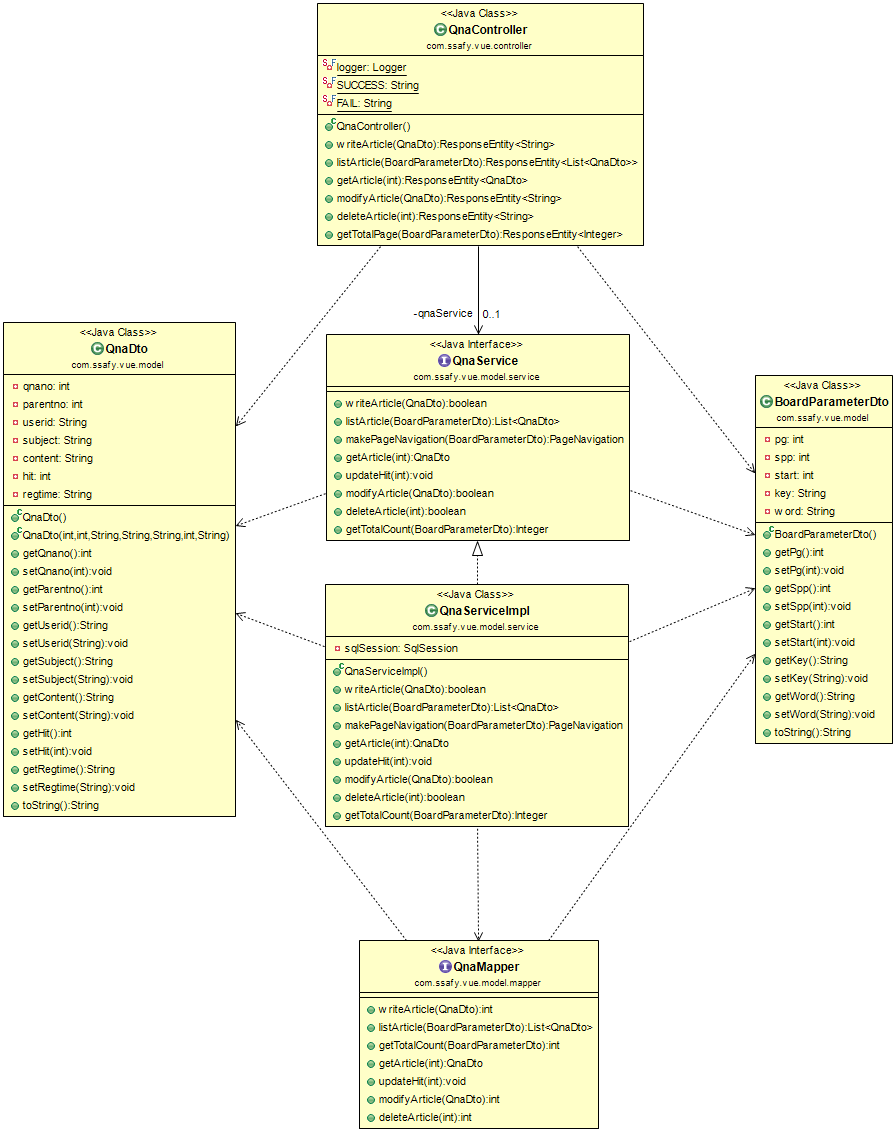 <<Java Class>>
QnaController
com.ssafy.vue.controller
logger: Logger
SUCCESS: String
FAIL: String
QnaController()
writeArticle(QnaDto):ResponseEntity<String>
listArticle(BoardParameterDto):ResponseEntity<List<QnaDto>>
getArticle(int):ResponseEntity<QnaDto>
modifyArticle(QnaDto):ResponseEntity<String>
deleteArticle(int):ResponseEntity<String>
getTotalPage(BoardParameterDto):ResponseEntity<Integer>
-qnaService 0..1
<<Java Class>>
QnaDto
com.ssafy.vue.model
qnano: int
parentno: int
userid: String
subject: String
content: String
hit: int
regtime: String
QnaDto()
QnaDto(int,int,String,String,String,int,String)
getQnano():int
setQnano(int):void
getParentno():int
setParentno(int):void
getUserid():String
setUserid(String):void
getSubject():String
setSubject(String):void
getContent():String
setContent(String):void
getHit():int
setHit(int):void
getRegtime():String
setRegtime(String):void
toString():String
<<Java Interface>>
QnaService
com.ssafy.vue.model.service
writeArticle(QnaDto):boolean
listArticle(BoardParameterDto):List<QnaDto>
makePageNavigation(BoardParameterDto):PageNavigation
getArticle(int):QnaDto
updateHit(int):void
modifyArticle(QnaDto):boolean
deleteArticle(int):boolean
getTotalCount(BoardParameterDto):Integer
<<Java Class>>
BoardParameterDto
com.ssafy.vue.model
pg: int
spp: int
start: int
key: String
word: String
BoardParameterDto()
getPg():int
setPg(int):void
getSpp():int
setSpp(int):void
getStart():int
setStart(int):void
getKey():String
setKey(String):void
getWord():String
setWord(String):void
toString():String
<<Java Class>>
QnaServiceImpl
com.ssafy.vue.model.service
sqlSession: SqlSession
QnaServiceImpl()
writeArticle(QnaDto):boolean
listArticle(BoardParameterDto):List<QnaDto>
makePageNavigation(BoardParameterDto):PageNavigation
getArticle(int):QnaDto
updateHit(int):void
modifyArticle(QnaDto):boolean
deleteArticle(int):boolean
getTotalCount(BoardParameterDto):Integer
<<Java Interface>>
QnaMapper
com.ssafy.vue.model.mapper
writeArticle(QnaDto):int
listArticle(BoardParameterDto):List<QnaDto>
getTotalCount(BoardParameterDto):int
getArticle(int):QnaDto
updateHit(int):void
modifyArticle(QnaDto):int
deleteArticle(int):int